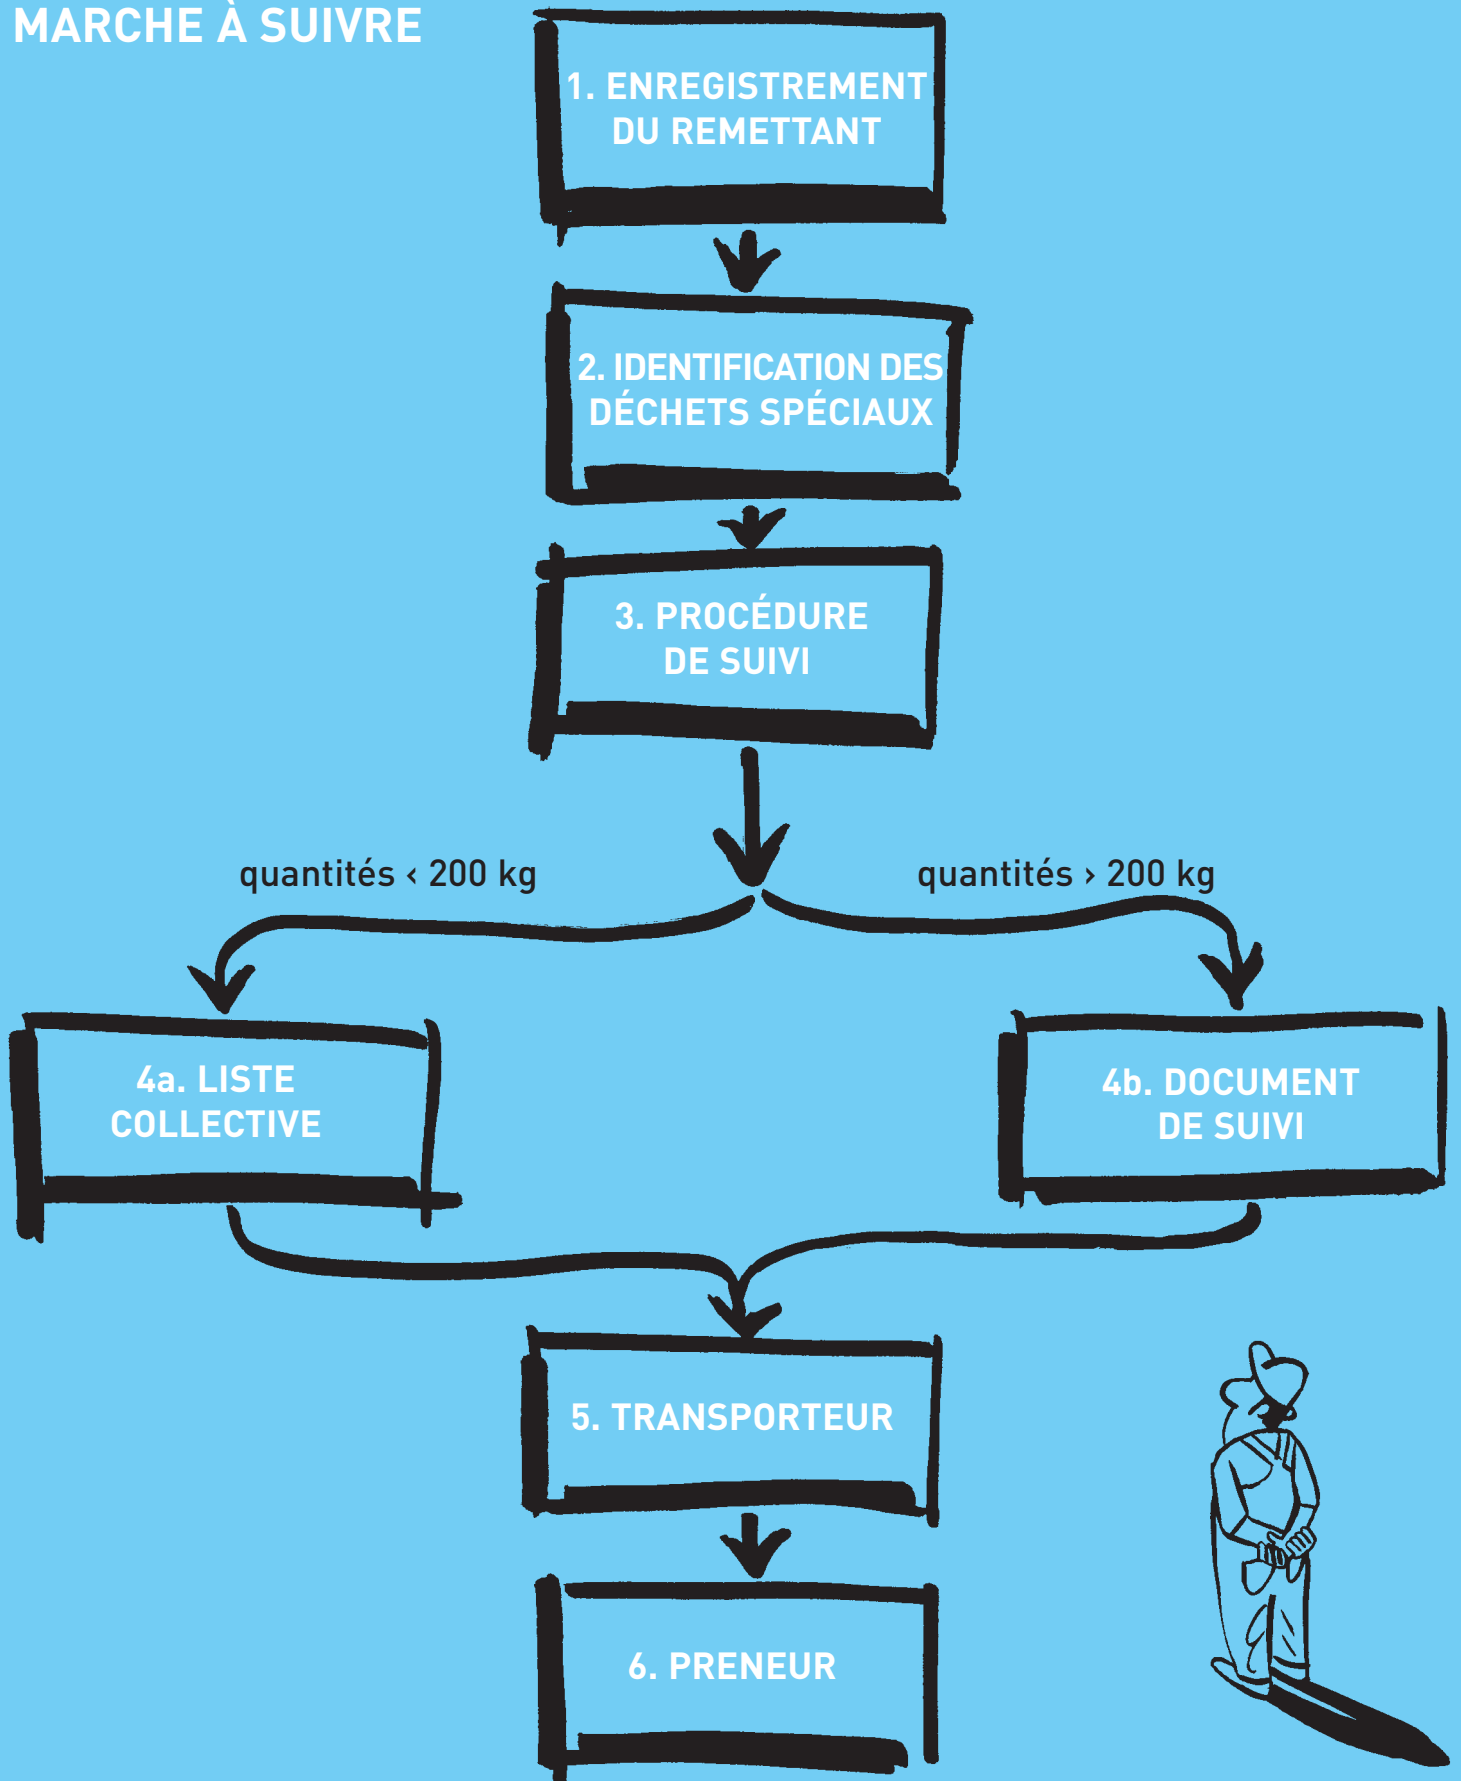 MARCHE À SUIVRE
1. ENREGISTREMENT
DU REMETTANT
2. IDENTIFICATION DES
DÉCHETS SPÉCIAUX
3. PROCÉDURE
DE SUIVI
quantités ‹ 200 kg
quantités › 200 kg
4a. LISTE
COLLECTIVE
4b. DOCUMENT
DE SUIVI
5. TRANSPORTEUR
6. PRENEUR